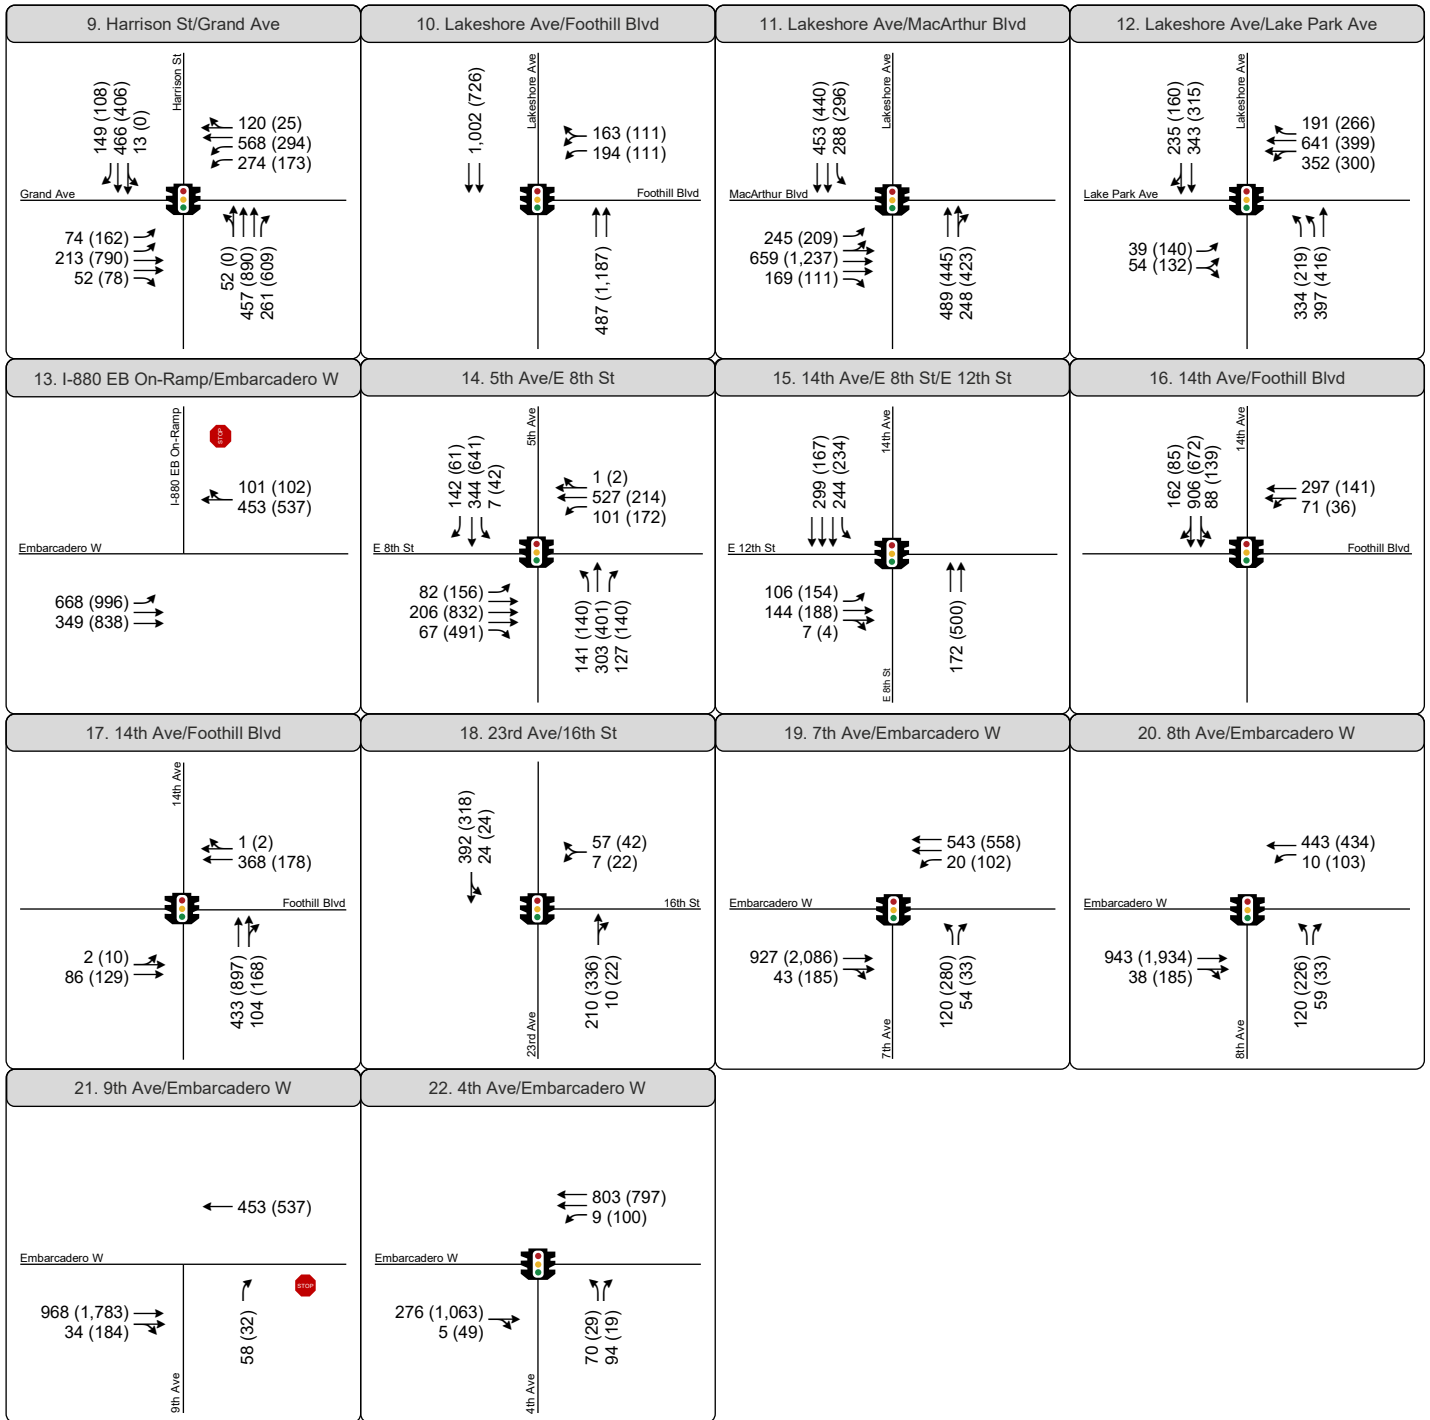 9. Harrison St/Grand Ave
Harrison St
149 (108)
466 (406)
13 (0)
120 (25)
568 (294)
274 (173)
Grand Ave
74 (162)
213 (790)
52 (78)
52 (0)
457 (890)
261 (609)
10. Lakeshore Ave/Foothill Blvd
Lakeshore Ave
1,002 (726)
163 (111)
194 (111)
Foothill Blvd
487 (1,187)
11. Lakeshore Ave/MacArthur Blvd
Lakeshore Ave
453 (440)
288 (296)
MacArthur Blvd
245 (209)
659 (1,237)
169 (111)
489 (445)
248 (423)
12. Lakeshore Ave/Lake Park Ave
Lakeshore Ave
235 (160)
343 (315)
191 (266)
641 (399)
352 (300)
Lake Park Ave
39 (140)
54 (132)
334 (219)
397 (416)
13. I-880 EB On-Ramp/Embarcadero W
I-880 EB On-Ramp
STOP
101 (102)
453 (537)
Embarcadero W
668 (996)
349 (838)
14. 5th Ave/E 8th St
5th Ave
142 (61)
344 (641)
7 (42)
1 (2)
527 (214)
101 (172)
E 8th St
82 (156)
206 (832)
67 (491)
141 (140)
303 (401)
127 (140)
15. 14th Ave/E 8th St/E 12th St
14th Ave
299 (167)
244 (234)
E 12th St
106 (154)
144 (188)
7 (4)
172 (500)
E 8th St
16. 14th Ave/Foothill Blvd
14th Ave
162 (85)
906 (672)
88 (139)
297 (141)
71 (36)
Foothill Blvd
17. 14th Ave/Foothill Blvd
14th Ave
1 (2)
368 (178)
Foothill Blvd
2 (10)
86 (129)
433 (897)
104 (168)
18. 23rd Ave/16th St
392 (318)
24 (24)
57 (42)
7 (22)
16th St
210 (336)
10 (22)
23rd Ave
19. 7th Ave/Embarcadero W
543 (558)
20 (102)
Embarcadero W
927 (2,086)
43 (185)
120 (280)
54 (33)
7th Ave
20. 8th Ave/Embarcadero W
443 (434)
10 (103)
Embarcadero W
943 (1,934)
38 (185)
120 (226)
59 (33)
8th Ave
21. 9th Ave/Embarcadero W
453 (537)
Embarcadero W
STOP
968 (1,783)
34 (184)
58 (32)
9th Ave
22. 4th Ave/Embarcadero W
803 (797)
9 (100)
Embarcadero W
276 (1,063)
5 (49)
70 (29)
94 (19)
4th Ave